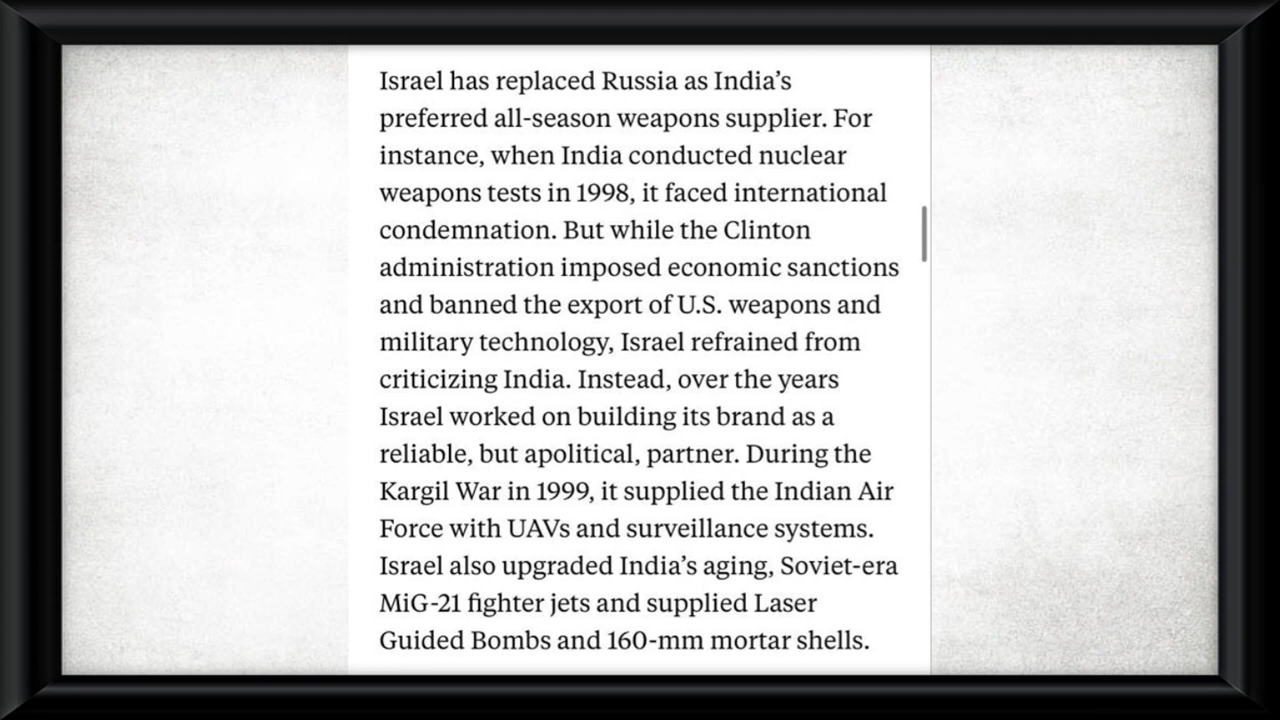 Israel has replaced Russia as India’s
preferred all-season weapons supplier. For
instance, when India conducted nuclear
weapons tests in 1998, it faced international
condemnation. But while the Clinton
administration imposed economic sanctions
and banned the export of U.S. weapons and
military technology, Israel refrained from
criticizing India. Instead, over the years
Israel worked on building its brand as a
reliable, but apolitical, partner. During the
Kargil War in 1999, it supplied the Indian Air
Force with UAVs and surveillance systems.
Israel also upgraded India’s aging, Soviet-era
MiG-21 fighter jets and supplied Laser
Guided Bombs and 160-mm mortar shells.